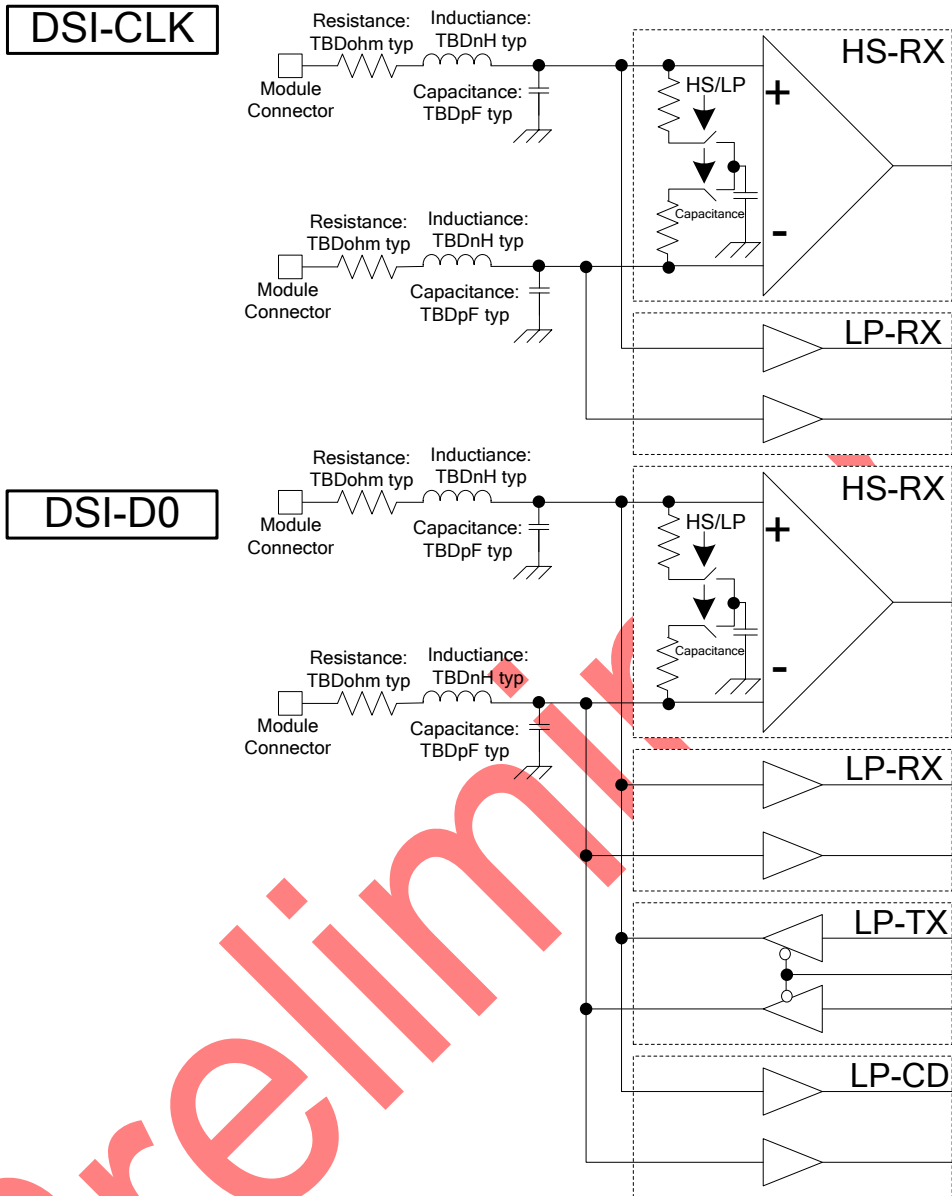 DSI-CLK
Resistance:
TBDohm typ
Inductiance:
TBDnH typ
Module
Connector
Capacitance:
TBDpF typ
HS-RX
HS/LP
+
Capacitance
-
Resistance:
TBDohm typ
Inductiance:
TBDnH typ
Module
Connector
Capacitance:
TBDpF typ
LP-RX
DSI-D0
Resistance:
TBDohm typ
Inductiance:
TBDnH typ
Module
Connector
Capacitance:
TBDpF typ
HS-RX
HS/LP
+
Capacitance
-
Resistance:
TBDohm typ
Inductiance:
TBDnH typ
Module
Connector
Capacitance:
TBDpF typ
LP-RX
LP-TX
LP-CD